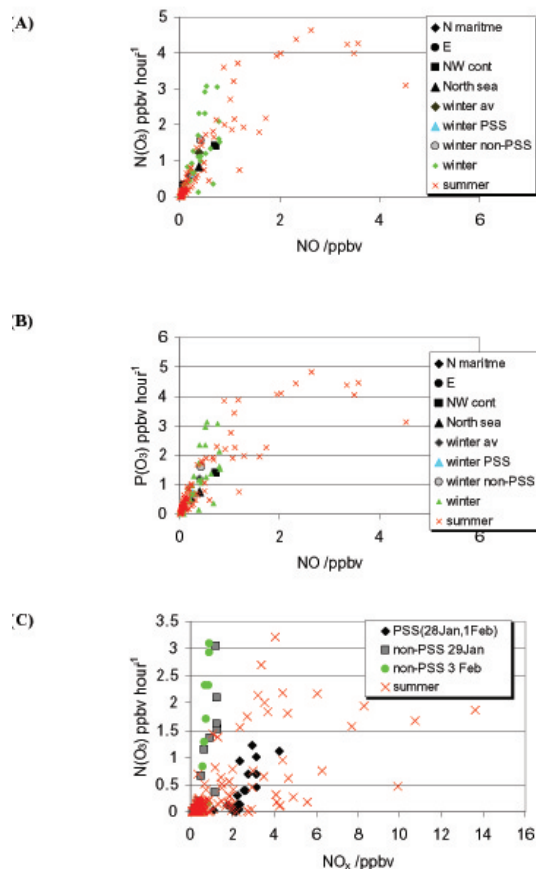 (A)
N(O₃) ppbv hour⁻¹
5
4
3
2
1
0
0 2 4 6
NO /ppbv
N maritme
E
NW cont
North sea
winter av
winter PSS
winter non-PSS
winter
summer
(B)
P(O₃) ppbv hour⁻¹
6
5
4
3
2
1
0
0 2 4 6
NO /ppbv
N maritme
E
NW cont
North sea
winter av
winter PSS
winter non-PSS
winter
summer
(C)
N(O₃) ppbv hour⁻¹
3.5
3
2.5
2
1.5
1
0.5
0
0 2 4 6 8 10 12 14 16
NOₓ /ppbv
PSS(28Jan,1Feb)
non-PSS 29Jan
non-PSS 3 Feb
summer